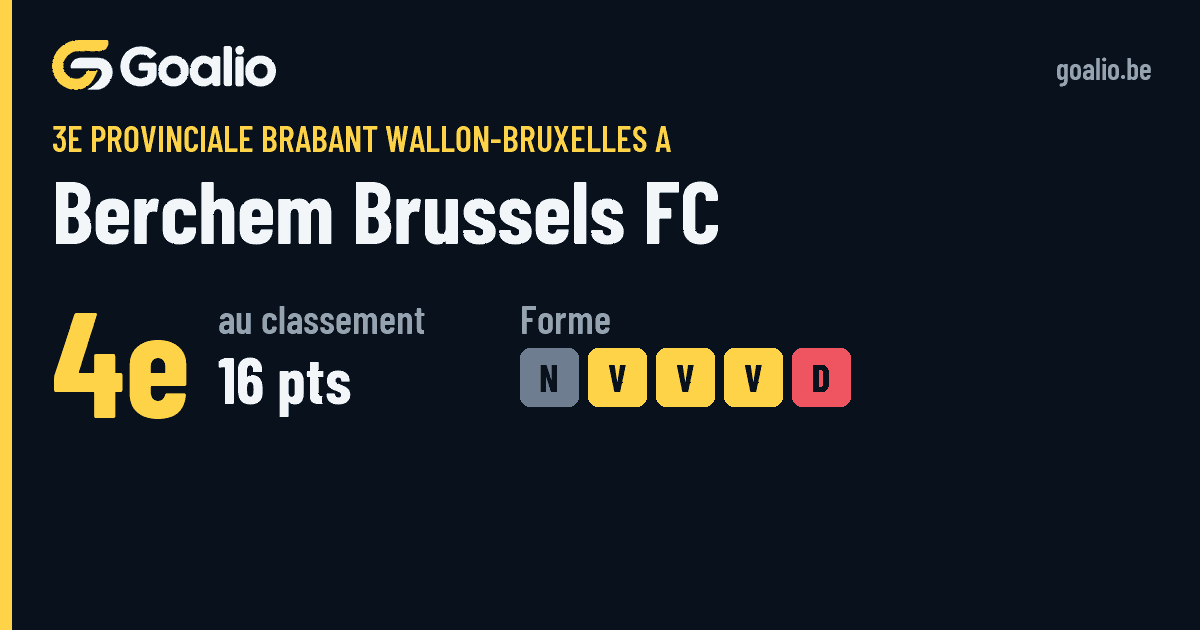 Goalio
goalio.be
3E PROVINCIALE BRABANT WALLON-BRUXELLES A
Berchem Brussels FC
4e
au classement
16 pts
Forme
N V V V D